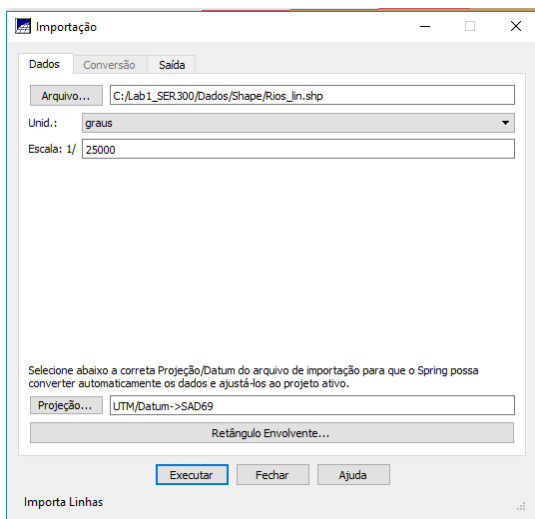 Importação
Dados Conversão Saída
Arquivo... C:/Lab1_SER300/Dados/Shape/Rios_lin.shp
Unid.: graus
Escala: 1/ 25000
Selecione abaixo a correta Projeção/Datum do arquivo de importação para que o Spring possa
converter automaticamente os dados e ajustá-los ao projeto ativo.
Projeção... UTM/Datum->SAD69
Retângulo Envolvente...
Executar Fechar Ajuda
Importa Linhas